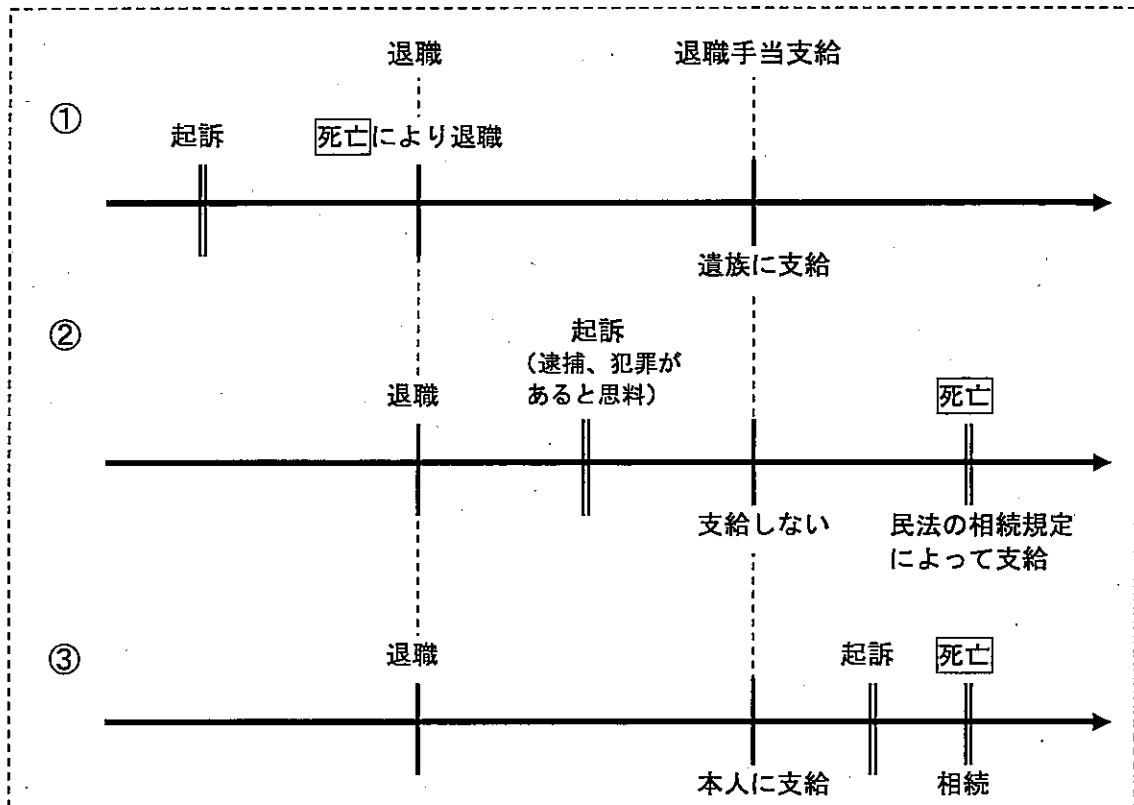 退職
退職手当支給
①
起訴
死亡により退職
遺族に支給
②
起訴
(逮捕、犯罪が
あると思料)
退職
死亡
支給しない
民法の相続規定
によって支給
③
退職
起訴
死亡
本人に支給
相続